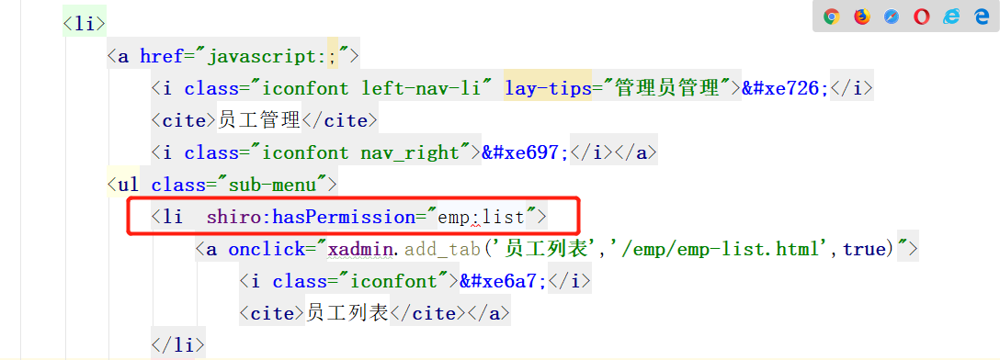 <li>
<a href="javascript:;">
<i class="iconfont left-nav-li" lay-tips="管理员管理">&#xe726;</i>
<cite>员工管理</cite>
<i class="iconfont nav_right">&#xe697;</i></a>
<ul class="sub-menu">
<li  shiro:hasPermission="emp:list">
<a onclick="xadmin.add_tab('员工列表','/emp/emp-list.html',true)">
<i class="iconfont">&#xe6a7;</i>
<cite>员工列表</cite></a>
</li>